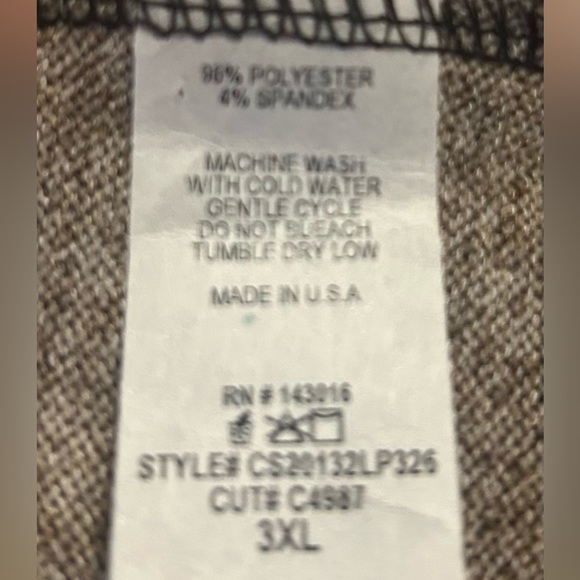 96% POLYESTER
4% SPANDEX
MACHINE WASH
WITH COLD WATER
GENTLE CYCLE
DO NOT BLEACH
TUMBLE DRY LOW
MADE IN U.S.A
RN # 143016
STYLE# CS20132LP326
CUT# C4987
3XL